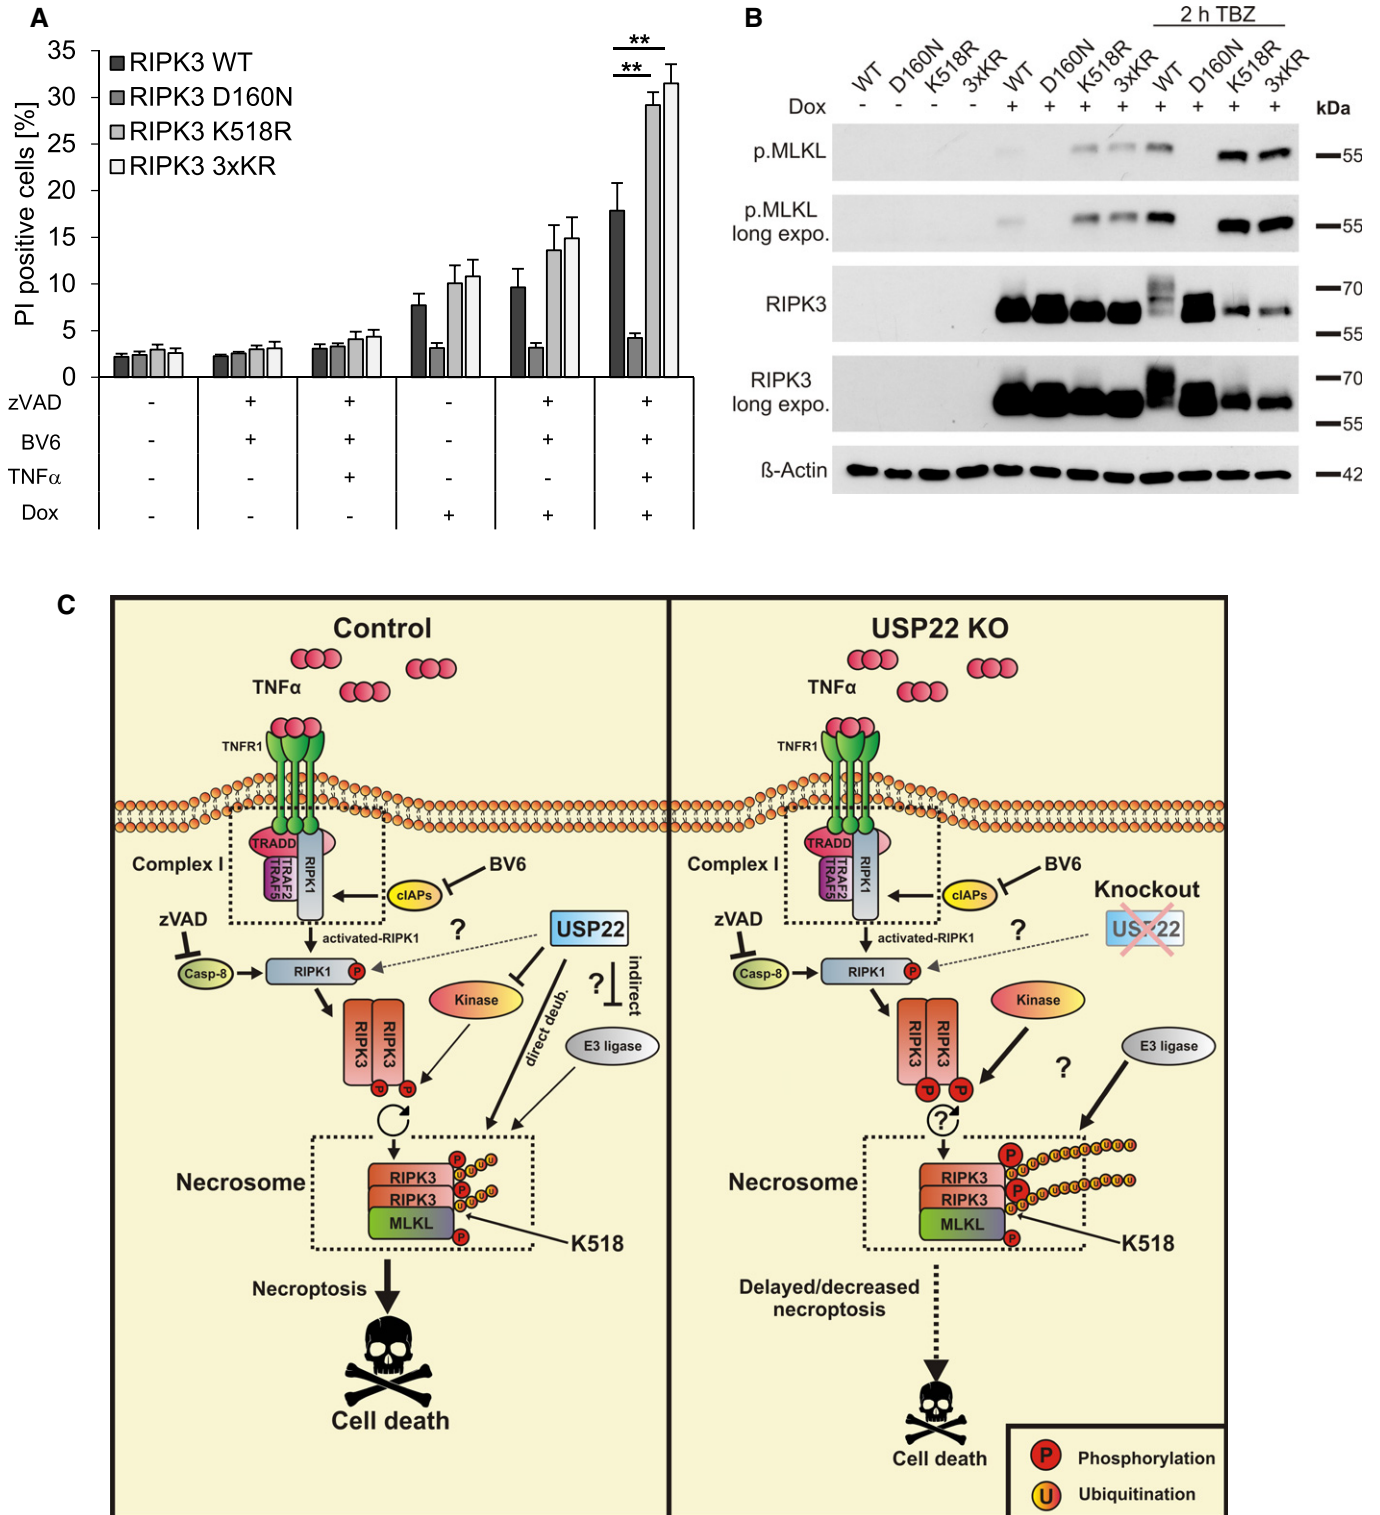 A
35
30
25
20
15
10
5
0
PI positive cells [%]
RIPK3 WT
RIPK3 D160N
RIPK3 K518R
RIPK3 3xKR
**
**
zVAD - + + - + +
BV6 - + + - + +
TNFα - - + - - +
Dox - - - + + +
B
2 h TBZ
WT D160N K518R 3xKR WT D160N K518R 3xKR WT D160N K518R 3xKR
Dox - - - - + + + + + + + + kDa
p.MLKL 55
p.MLKL
long expo. 55
RIPK3 70
55
RIPK3
long expo. 70
55
ß-Actin 42
C
Control
TNFα
TNFR1
TRADD
TRAF2
TRAF5
RIPK1
Complex I
cIAPs
BV6
zVAD
activated-RIPK1
?
USP22
Casp-8
RIPK1
P
Kinase
?
indirect
direct deub.
E3 ligase
RIPK3
RIPK3
P
P
Necrosome
RIPK3
RIPK3
MLKL
P
P
P
U U U U
U U U U
K518
Necroptosis
Cell death
USP22 KO
TNFα
TNFR1
TRADD
TRAF2
TRAF5
RIPK1
Complex I
cIAPs
BV6
Knockout
USP22
zVAD
activated-RIPK1
?
Casp-8
RIPK1
P
Kinase
RIPK3
RIPK3
P
P
?
E3 ligase
?
Necrosome
RIPK3
RIPK3
MLKL
P
P
P
U U U U U U U U U U U U
U U U U U U U U U U U U
K518
Delayed/decreased
necroptosis
Cell death
P Phosphorylation
U Ubiquitination